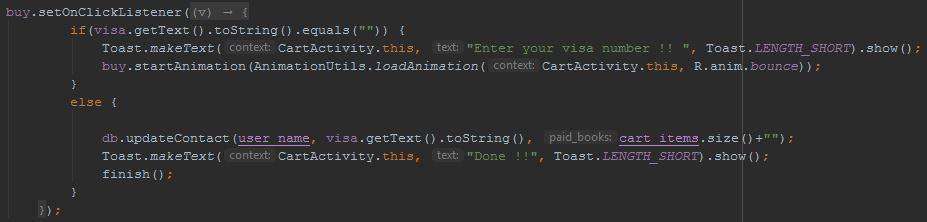 buy.setOnClickListener((v) → {
if(visa.getText().toString().equals("")) {
Toast.makeText( context: CartActivity.this, text: "Enter your visa number !! ", Toast.LENGTH_SHORT).show();
buy.startAnimation(AnimationUtils.loadAnimation( context: CartActivity.this, R.anim.bounce));
}
else {
db.updateContact(user_name, visa.getText().toString(), paid_books: cart_items.size()+"");
Toast.makeText( context: CartActivity.this, text: "Done !!", Toast.LENGTH_SHORT).show();
finish();
}
});